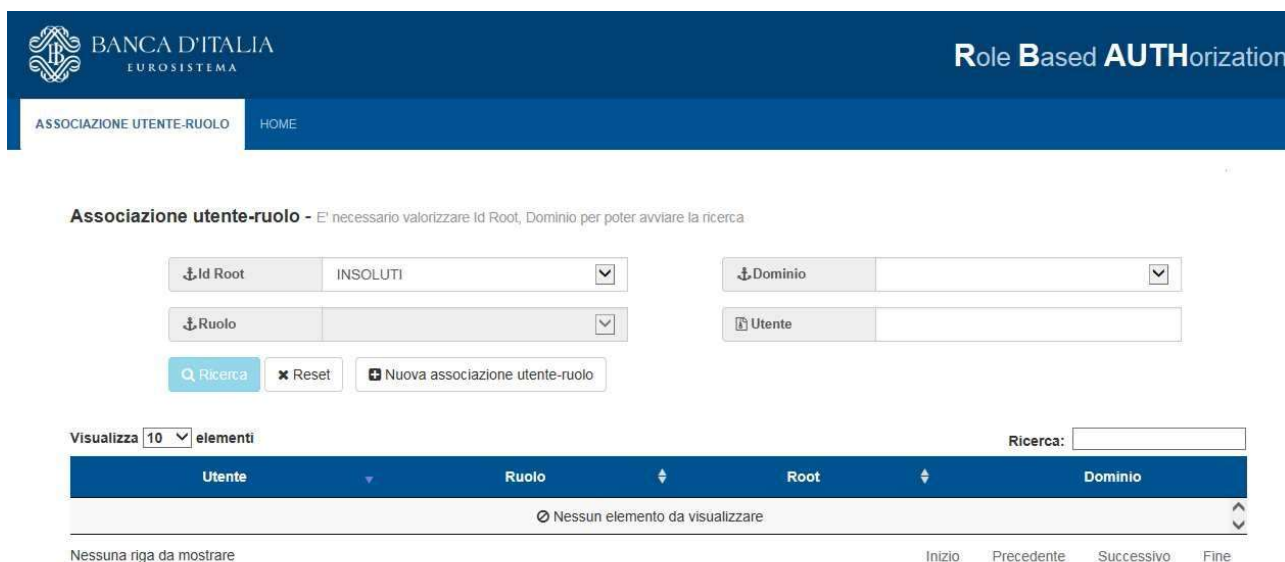 BANCA D'ITALIA
EUROSISTEMA
Role Based AUTHorization
ASSOCIAZIONE UTENTE-RUOLO HOME
Associazione utente-ruolo - E' necessario valorizzare Id Root, Dominio per poter avviare la ricerca
Id Root INSOLUTI Dominio
Ruolo Utente
Ricerca Reset Nuova associazione utente-ruolo
Visualizza 10 elementi Ricerca:
Utente Ruolo Root Dominio
Nessun elemento da visualizzare
Nessuna riga da mostrare Inizio Precedente Successivo Fine